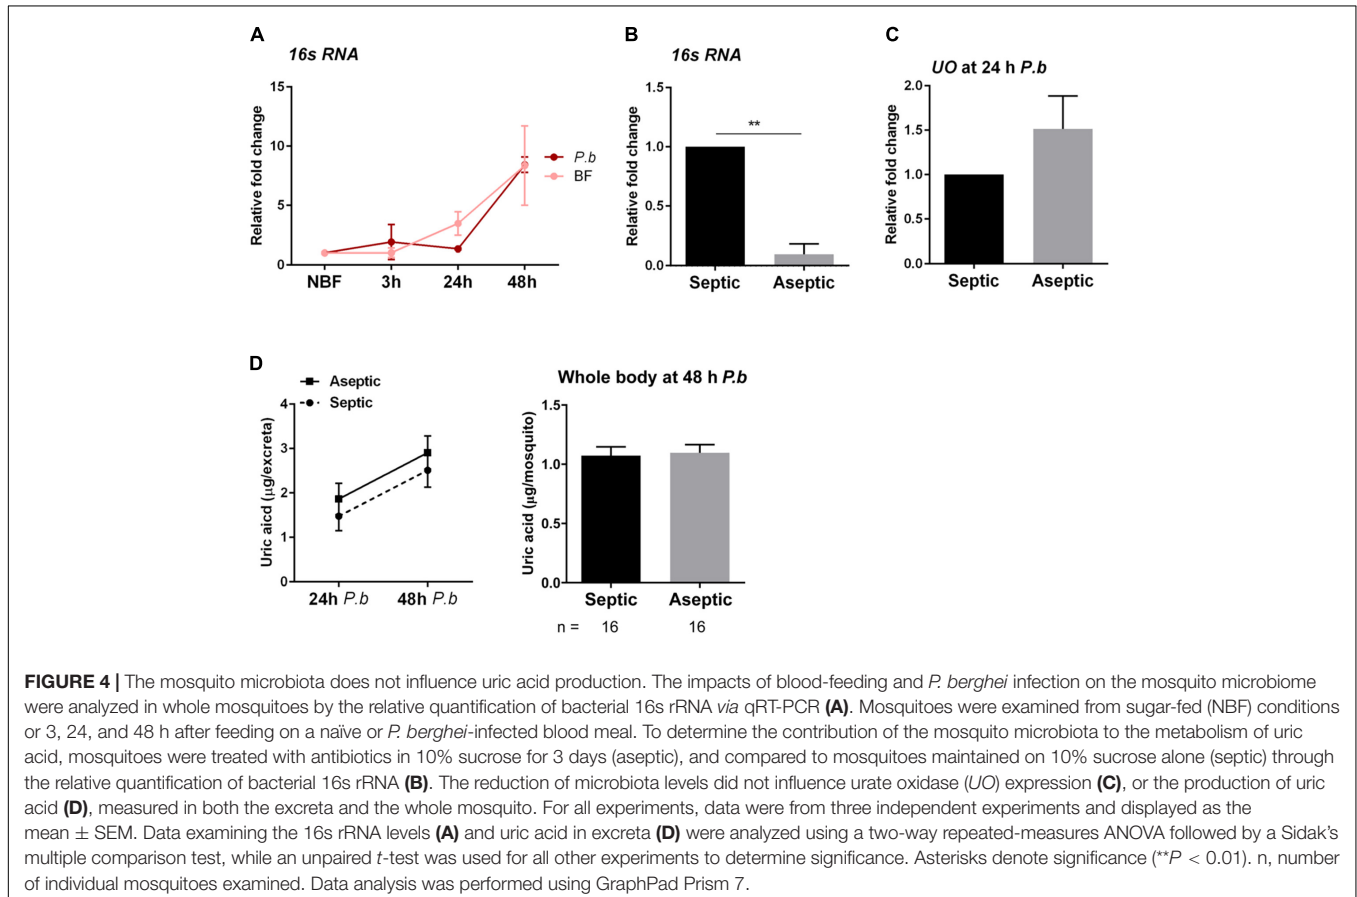 A
16s RNA
Relative fold change
15
10
5
0
NBF 3h 24h 48h
P.b
BF
B
16s RNA
Relative fold change
1.5
1.0
0.5
0.0
**
Septic Aseptic
C
UO at 24 h P.b
Relative fold change
2.0
1.5
1.0
0.5
0.0
Septic Aseptic
D
Aseptic
Septic
Uric aicd (µg/excreta)
4
3
2
1
0
24h P.b 48h P.b
Whole body at 48 h P.b
Uric acid (µg/mosquito)
1.5
1.0
0.5
0.0
Septic Aseptic
n = 16 16
FIGURE 4 | The mosquito microbiota does not influence uric acid production. The impacts of blood-feeding and P. berghei infection on the mosquito microbiome
were analyzed in whole mosquitoes by the relative quantification of bacterial 16s rRNA via qRT-PCR (A). Mosquitoes were examined from sugar-fed (NBF) conditions
or 3, 24, and 48 h after feeding on a naïve or P. berghei-infected blood meal. To determine the contribution of the mosquito microbiota to the metabolism of uric
acid, mosquitoes were treated with antibiotics in 10% sucrose for 3 days (aseptic), and compared to mosquitoes maintained on 10% sucrose alone (septic) through
the relative quantification of bacterial 16s rRNA (B). The reduction of microbiota levels did not influence urate oxidase (UO) expression (C), or the production of uric
acid (D), measured in both the excreta and the whole mosquito. For all experiments, data were from three independent experiments and displayed as the
mean ± SEM. Data examining the 16s rRNA levels (A) and uric acid in excreta (D) were analyzed using a two-way repeated-measures ANOVA followed by a Sidak's
multiple comparison test, while an unpaired t-test was used for all other experiments to determine significance. Asterisks denote significance (**P < 0.01). n, number
of individual mosquitoes examined. Data analysis was performed using GraphPad Prism 7.